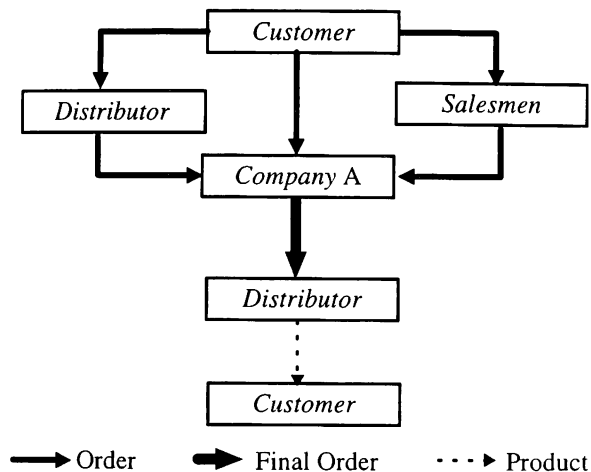 Customer
Distributor
Salesmen
Company A
Distributor
Customer
Order
Final Order
Product